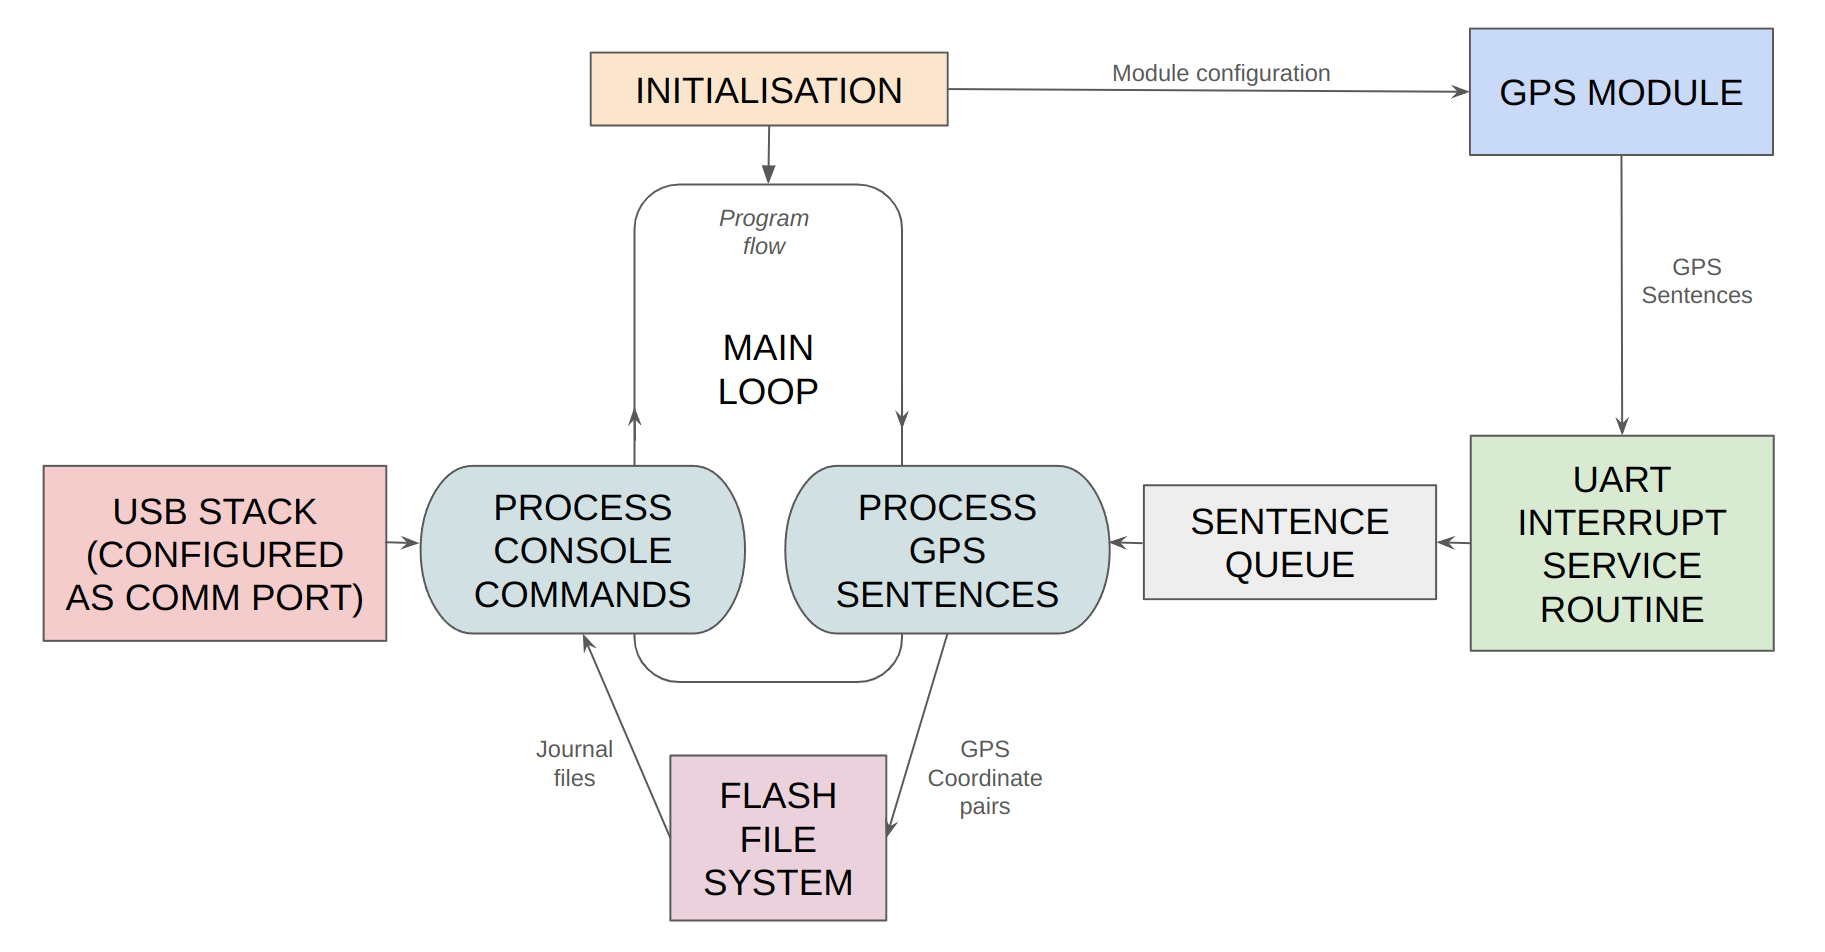 INITIALISATION
Module configuration
GPS MODULE
Program
flow
GPS
Sentences
MAIN
LOOP
USB STACK
(CONFIGURED
AS COMM PORT)
PROCESS
CONSOLE
COMMANDS
PROCESS
GPS
SENTENCES
SENTENCE
QUEUE
UART
INTERRUPT
SERVICE
ROUTINE
Journal
files
FLASH
FILE
SYSTEM
GPS
Coordinate
pairs